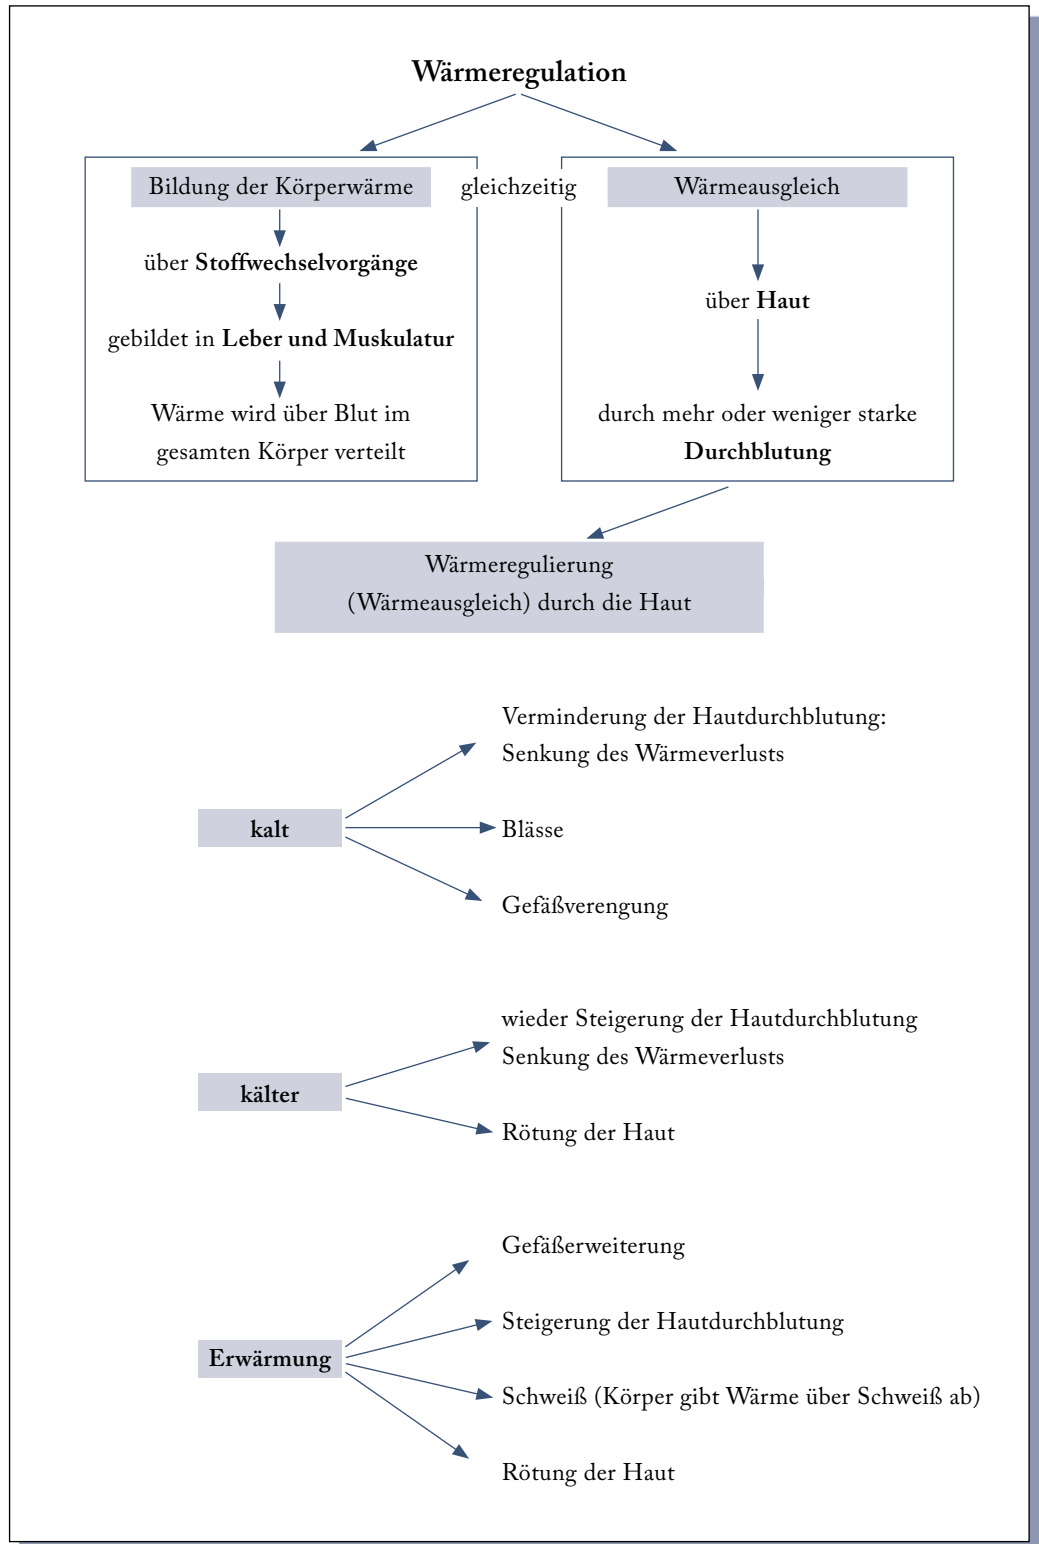 Wärmeregulation
Bildung der Körperwärme
gleichzeitig
Wärmeausgleich
über Stoffwechselvorgänge
gebildet in Leber und Muskulatur
Wärme wird über Blut im
gesamten Körper verteilt
über Haut
durch mehr oder weniger starke
Durchblutung
Wärmeregulierung
(Wärmeausgleich) durch die Haut
kalt
Verminderung der Hautdurchblutung:
Senkung des Wärmeverlusts
Blässe
Gefäßverengung
kälter
wieder Steigerung der Hautdurchblutung
Senkung des Wärmeverlusts
Rötung der Haut
Erwärmung
Gefäßerweiterung
Steigerung der Hautdurchblutung
Schweiß (Körper gibt Wärme über Schweiß ab)
Rötung der Haut